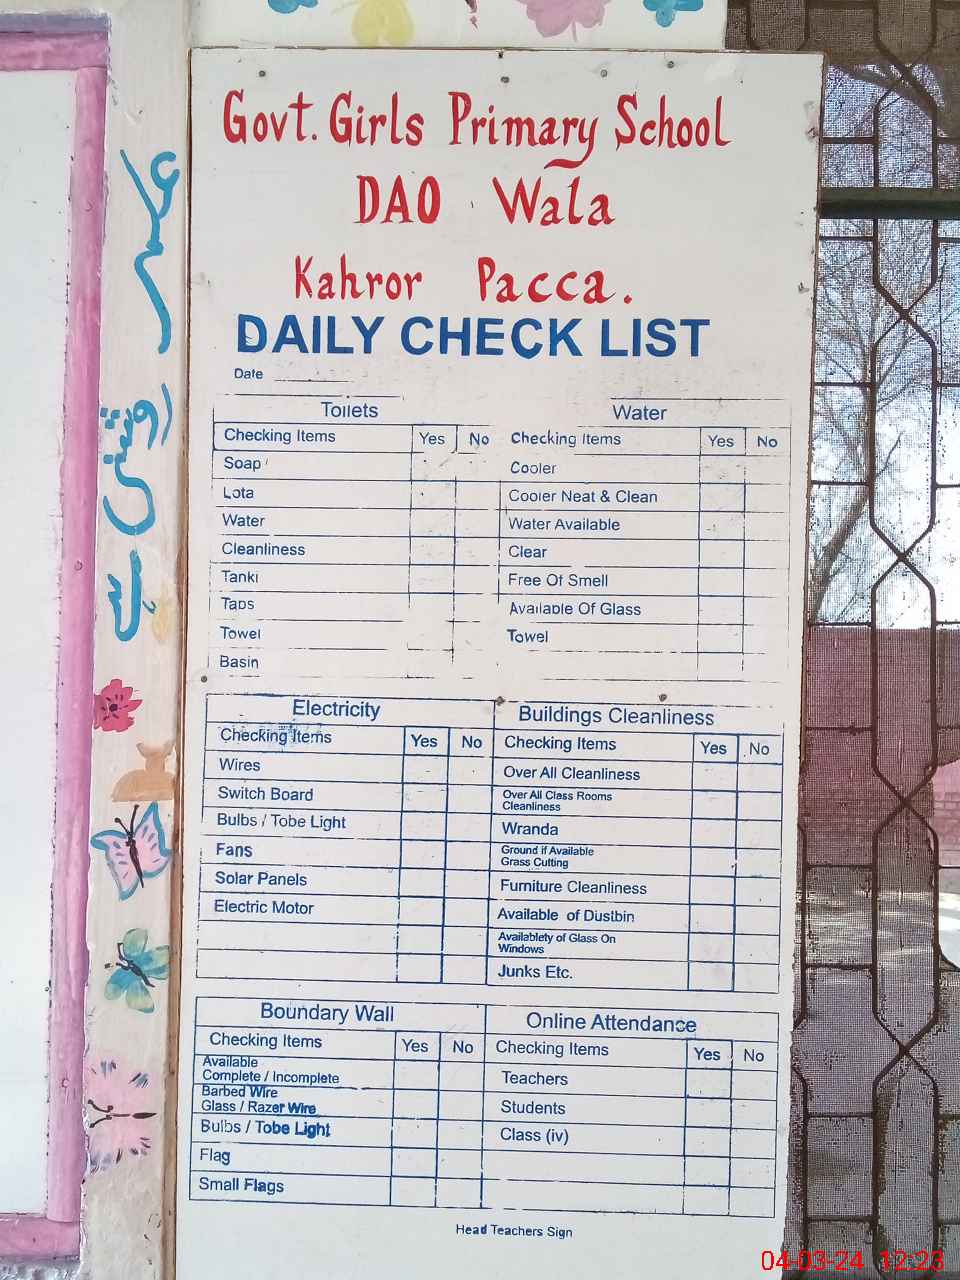 Govt. Girls Primary School
DAO Wala
Kahror Pacca.
DAILY CHECK LIST
Date
Toilets
Checking Items Yes No
Soap
Lota
Water
Cleanliness
Tanki
Taps
Towel
Basin
Water
Checking Items Yes No
Cooler
Cooler Neat & Clean
Water Available
Clear
Free Of Smell
Available Of Glass
Towel
Electricity
Checking Items Yes No
Wires
Switch Board
Bulbs / Tobe Light
Fans
Solar Panels
Electric Motor
Buildings Cleanliness
Checking Items Yes No
Over All Cleanliness
Over All Class Rooms
Cleanliness
Wranda
Ground if Available
Grass Cutting
Furniture Cleanliness
Available of Dustbin
Availablety of Glass On
Windows
Junks Etc.
Boundary Wall
Checking Items Yes No
Available
Complete / Incomplete
Barbed Wire
Glass / Razer Wire
Bulbs / Tobe Light
Flag
Small Flags
Online Attendance
Checking Items Yes No
Teachers
Students
Class (iv)
Head Teachers Sign
روشنی ہے
04-03-24 12:23